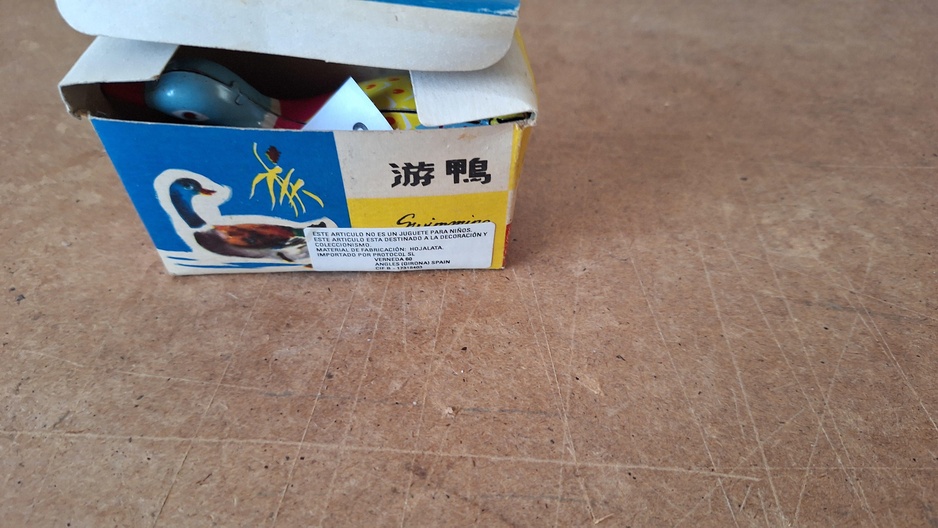 游鴨
Swimming
ESTE ARTICULO NO ES UN JUGUETE PARA NIÑOS.
ESTE ARTICULO ESTA DESTINADO A LA DECORACIÓN Y
COLECCIONISMO.
MATERIAL DE FABRICACIÓN: HOJALATA.
IMPORTADO POR PROTOCOL SL
VERNEDA 60
ANGLES (GIRONA) SPAIN